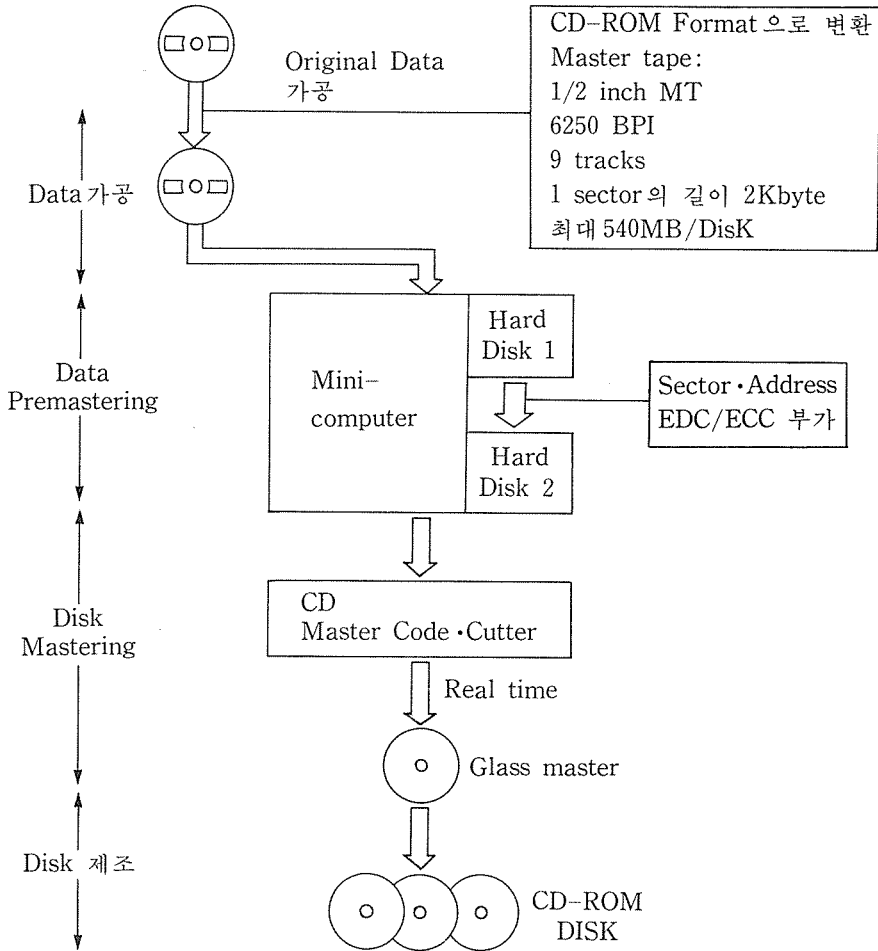 Original Data
가공
CD-ROM Format으로 변환
Master tape:
1/2 inch MT
6250 BPI
9 tracks
1 sector의 길이 2Kbyte
최대 540MB/DisK
Data 가공
Data
Premastering
Mini-
computer
Hard
Disk 1
Hard
Disk 2
Sector·Address
EDC/ECC 부가
Disk
Mastering
CD
Master Code·Cutter
Real time
Glass master
Disk 제조
CD-ROM
DISK